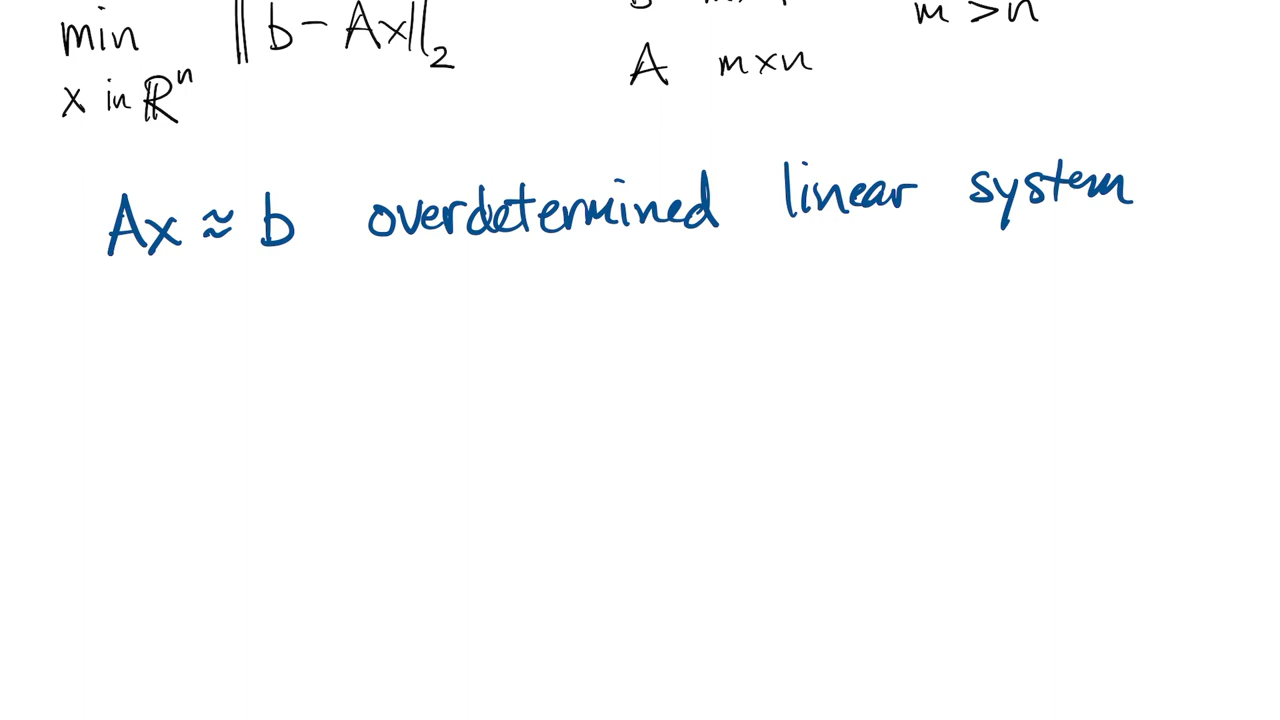 min ‖ b - Ax ‖₂ m > n
x in ℝⁿ A m×n
Ax ≈ b overdetermined linear system